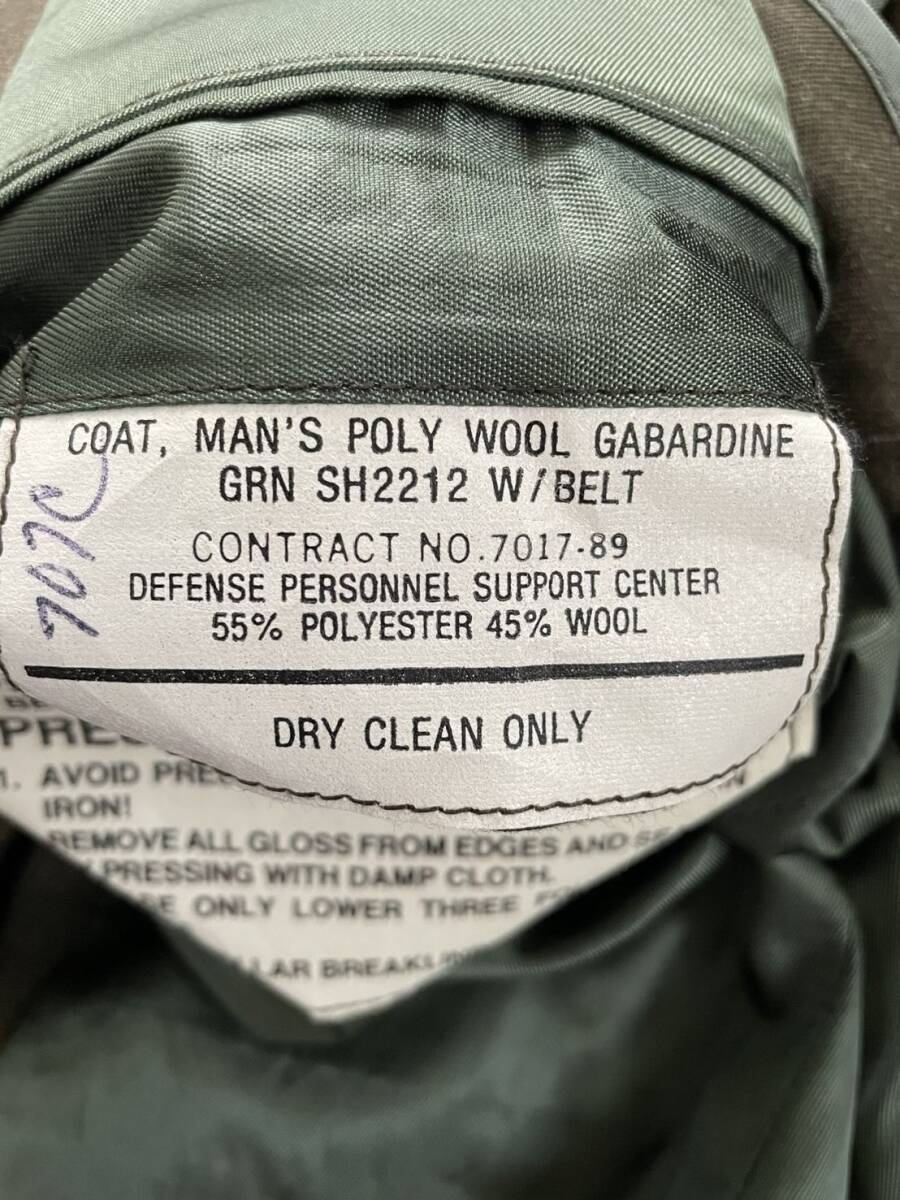 COAT, MAN'S POLY WOOL GABARDINE
GRN SH2212 W/BELT
CONTRACT NO. 7017-89
DEFENSE PERSONNEL SUPPORT CENTER
55% POLYESTER 45% WOOL
DRY CLEAN ONLY
707C
1. AVOID
IRON!
REMOVE ALL GLOSS FROM EDGES AND
PRESSING WITH DAMP CLOTH.
ONLY LOWER THREE